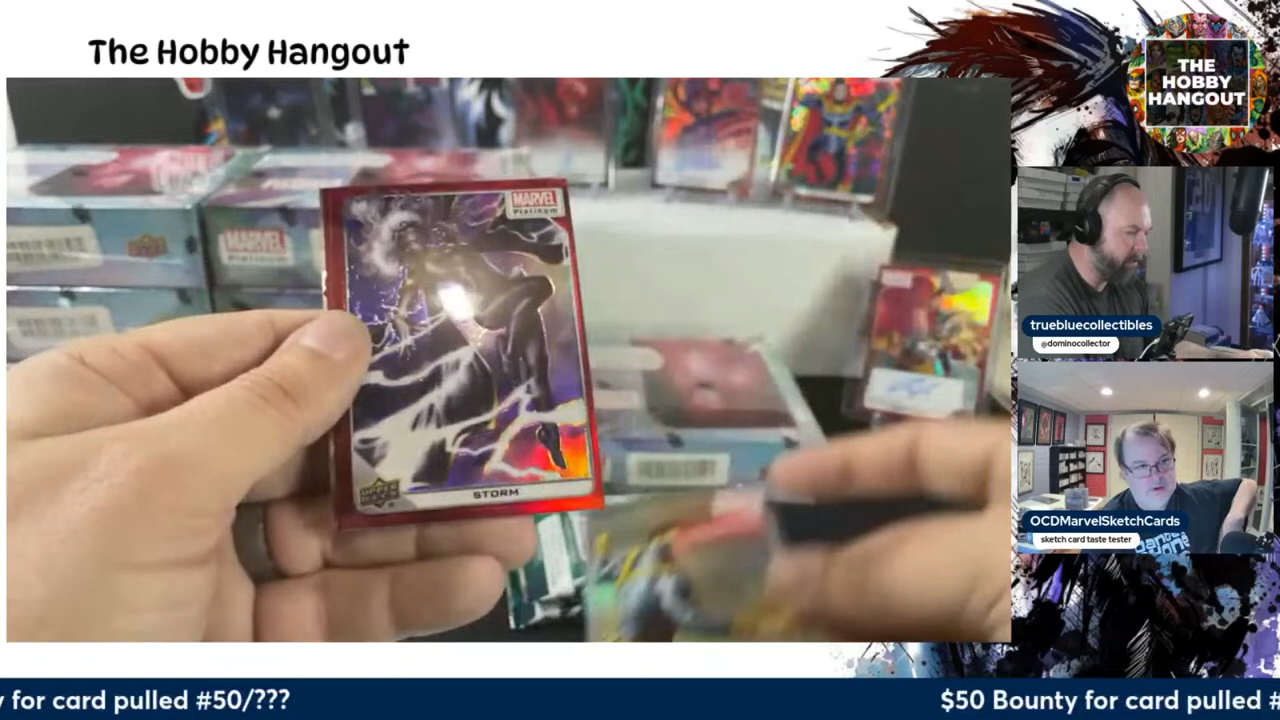 The Hobby Hangout
THE
HOBBY
HANGOUT
MARVEL
Platinum
MARVEL
Platinum
UPPER
DECK
STORM
truebluecollectibles
@dominocollector
OCDMarvelSketchCards
sketch card taste tester
y for card pulled #50/???
$50 Bounty for card pulled #